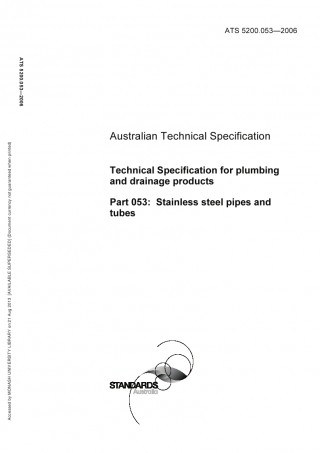 ATS 5200.053—2006
ATS 5200.053—2006
Australian Technical Specification
Technical Specification for plumbing
and drainage products
Part 053: Stainless steel pipes and
tubes
STANDARDS
Australia
Accessed by MONASH UNIVERSITY LIBRARY on 21 Aug 2013 [AVAILABLE SUPERSEDED] (Document currency not guaranteed when printed)